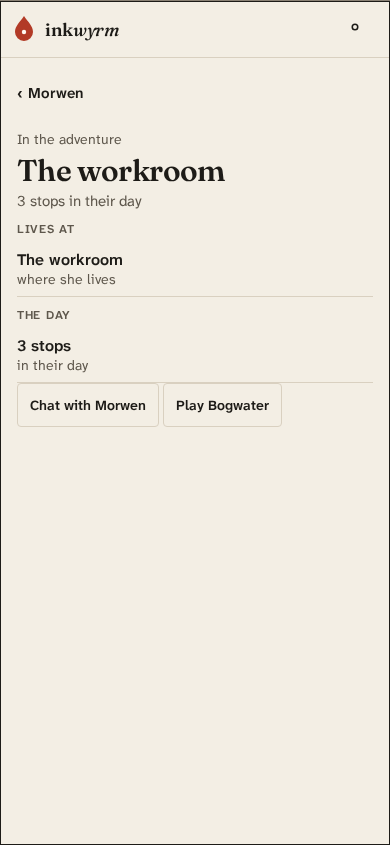 inkwyrm
‹ Morwen
In the adventure
The workroom
3 stops in their day
LIVES AT
The workroom
where she lives
THE DAY
3 stops
in their day
Chat with Morwen
Play Bogwater